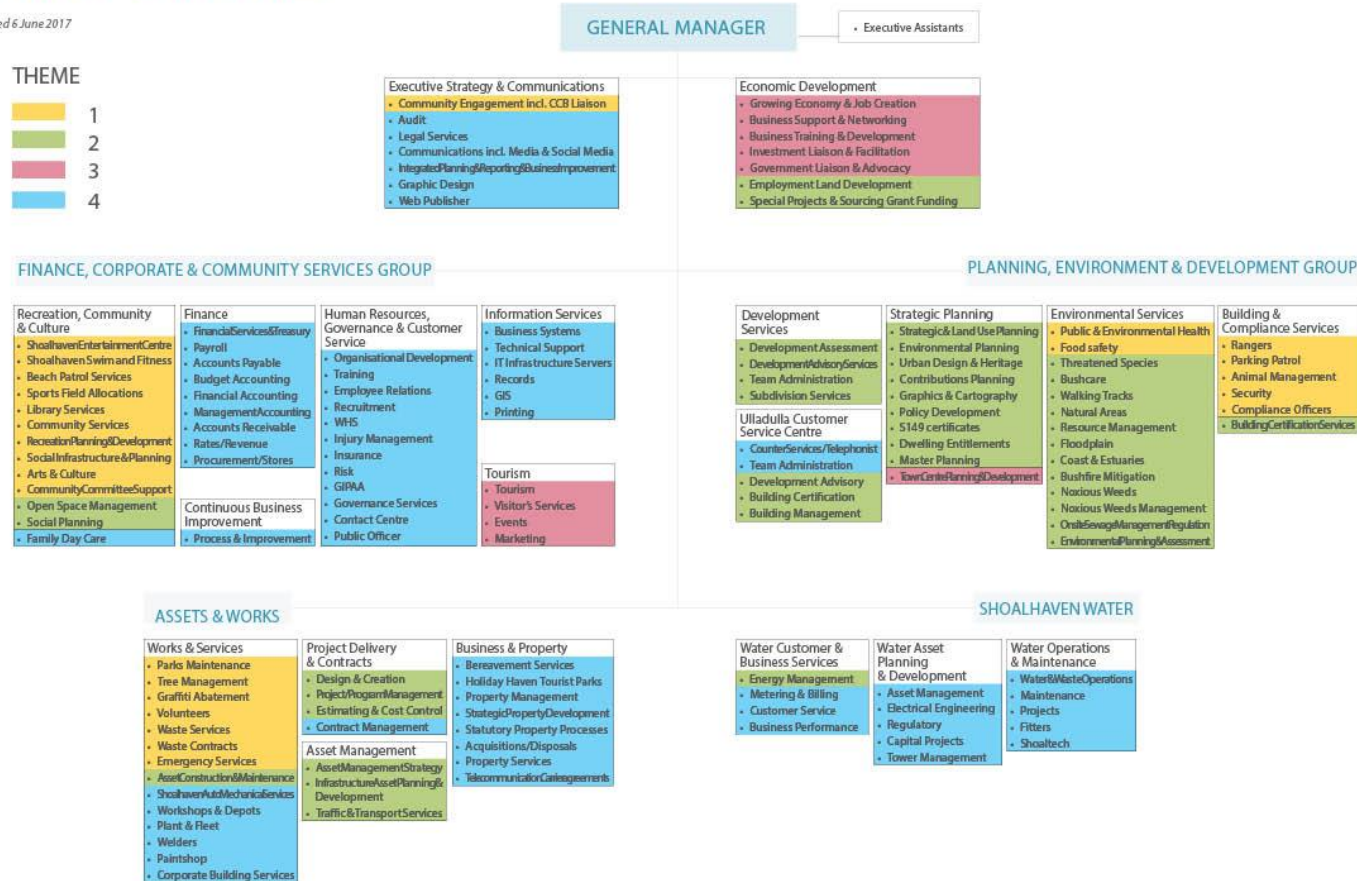 ed 6 June 2017
GENERAL MANAGER
• Executive Assistants
THEME
1
2
3
4
Executive Strategy & Communications
• Community Engagement incl. CCB Liaison
• Audit
• Legal Services
• Communications incl. Media & Social Media
• IntegratedPlanning&Reporting&BusinessImprovement
• Graphic Design
• Web Publisher
Economic Development
• Growing Economy & Job Creation
• Business Support & Networking
• Business Training & Development
• Investment Liaison & Facilitation
• Government Liaison & Advocacy
• Employment Land Development
• Special Projects & Sourcing Grant Funding
FINANCE, CORPORATE & COMMUNITY SERVICES GROUP
Recreation, Community
& Culture
• ShoalhavenEntertainmentCentre
• Shoalhaven Swim and Fitness
• Beach Patrol Services
• Sports Field Allocations
• Library Services
• Community Services
• RecreationPlanning&Development
• Social Infrastructure & Planning
• Arts & Culture
• CommunityCommitteeSupport
• Open Space Management
• Social Planning
• Family Day Care
Finance
• FinancialServices&Treasury
• Payroll
• Accounts Payable
• Budget Accounting
• Financial Accounting
• ManagementAccounting
• Accounts Receivable
• Rates/Revenue
• Procurement/Stores
Continuous Business
Improvement
• Process & Improvement
Human Resources,
Governance & Customer
Service
• Organisational Development
• Training
• Employee Relations
• Recruitment
• WHS
• Injury Management
• Insurance
• Risk
• GIPAA
• Governance Services
• Contact Centre
• Public Officer
Information Services
• Business Systems
• Technical Support
• IT Infrastructure Servers
• Records
• GIS
• Printing
Tourism
• Tourism
• Visitor's Services
• Events
• Marketing
PLANNING, ENVIRONMENT & DEVELOPMENT GROUP
Development
Services
• Development Assessment
• DevelopmentAdvisoryServices
• Team Administration
• Subdivision Services
Ulladulla Customer
Service Centre
• CounterServices/Telephonist
• Team Administration
• Development Advisory
• Building Certification
• Building Management
Strategic Planning
• Strategic & Land Use Planning
• Environmental Planning
• Urban Design & Heritage
• Contributions Planning
• Graphics & Cartography
• Policy Development
• S149 certificates
• Dwelling Entitlements
• Master Planning
• TownCentrePlanning&Development
Environmental Services
• Public & Environmental Health
• Food safety
• Threatened Species
• Bushcare
• Walking Tracks
• Natural Areas
• Resource Management
• Floodplain
• Coast & Estuaries
• Bushfire Mitigation
• Noxious Weeds
• Noxious Weeds Management
• OnsiteSewageManagementRegulation
• EnvironmentalPlanning&Assessment
Building &
Compliance Services
• Rangers
• Parking Patrol
• Animal Management
• Security
• Compliance Officers
• BuildingCertificationServices
ASSETS & WORKS
Works & Services
• Parks Maintenance
• Tree Management
• Graffiti Abatement
• Volunteers
• Waste Services
• Waste Contracts
• Emergency Services
• AssetConstruction&Maintenance
• ShoalhavenAutoMechanicalServices
• Workshops & Depots
• Plant & Fleet
• Welders
• Paintshop
• Corporate Building Services
Project Delivery
& Contracts
• Design & Creation
• Project/ProgramManagement
• Estimating & Cost Control
• Contract Management
Asset Management
• AssetManagementStrategy
• InfrastructureAssetPlanning&
Development
• Traffic & Transport Services
Business & Property
• Bereavement Services
• Holiday Haven Tourist Parks
• Property Management
• StrategicPropertyDevelopment
• Statutory Property Processes
• Acquisitions/Disposals
• Property Services
• TelecommunicationCarrieragreements
SHOALHAVEN WATER
Water Customer &
Business Services
• Energy Management
• Metering & Billing
• Customer Service
• Business Performance
Water Asset
Planning
& Development
• Asset Management
• Electrical Engineering
• Regulatory
• Capital Projects
• Tower Management
Water Operations
& Maintenance
• Water&WasteOperations
• Maintenance
• Projects
• Fitters
• Shoaltech